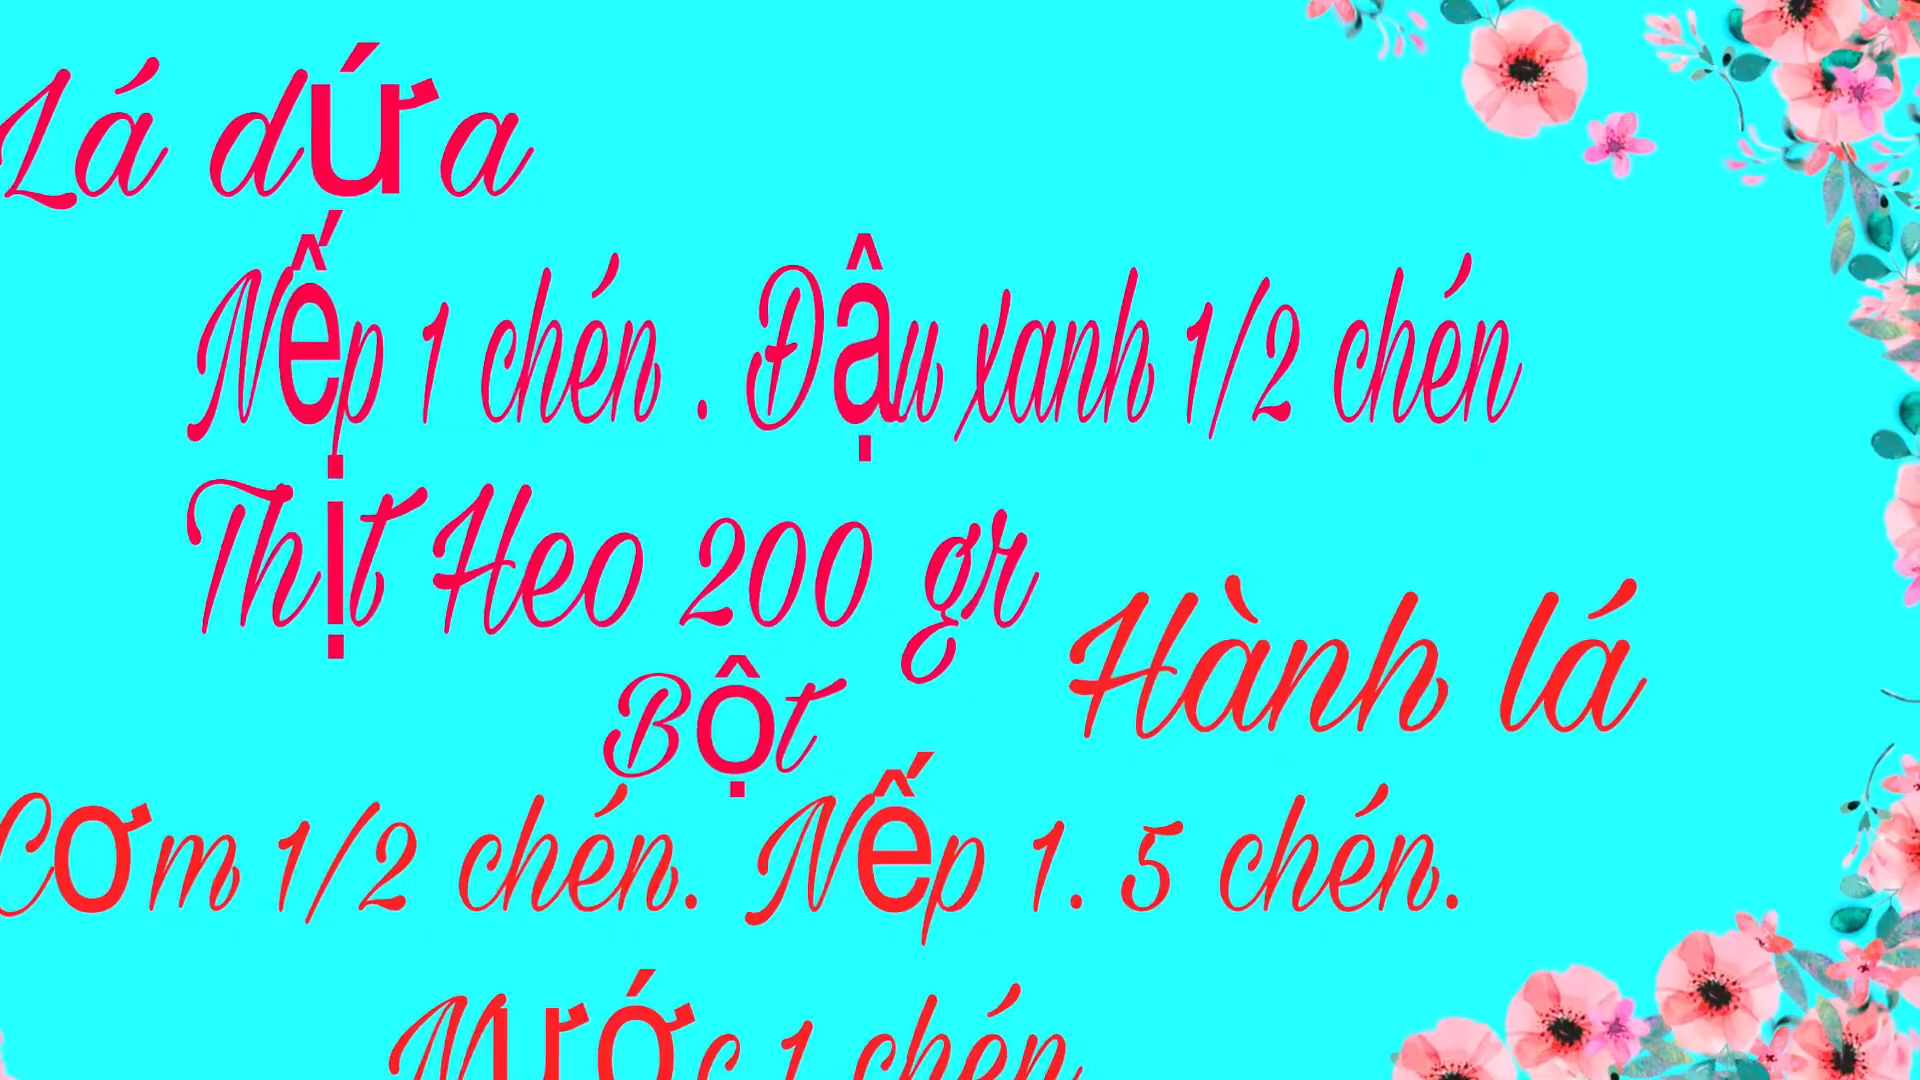 Lá dứa
Nếp 1 chén . Đậu xanh 1/2 chén
Thịt Heo 200 gr
Hành lá
Bột
Cơm 1/2 chén. Nếp 1. 5 chén.
Nước 1 chén